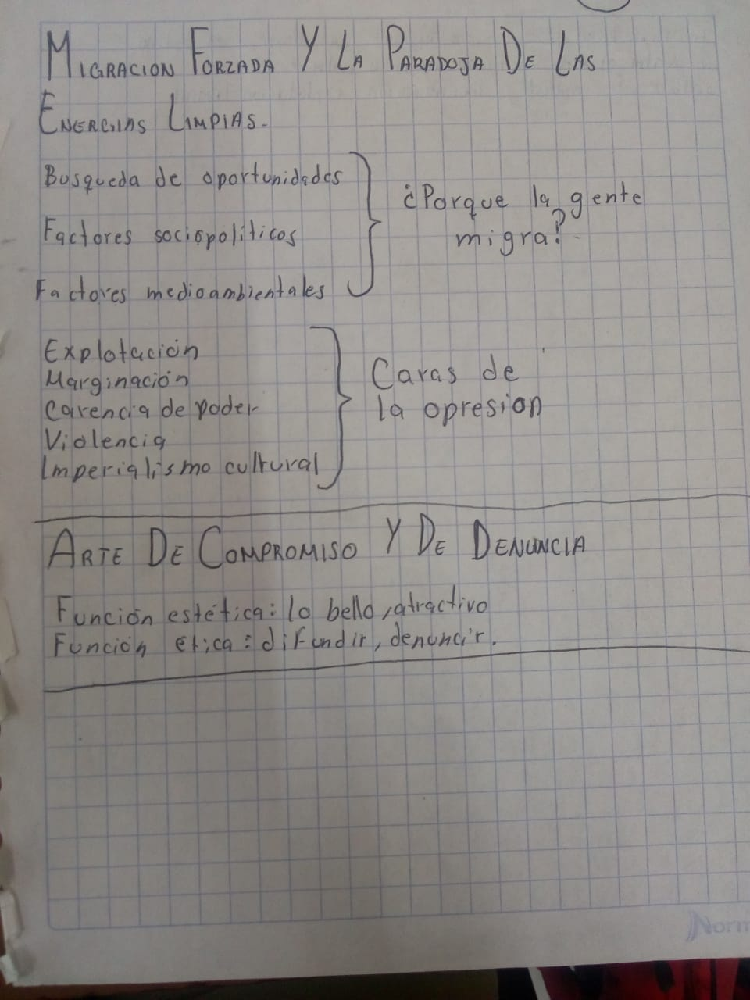 MIGRACION FORZADA Y LA PARADOJA DE LAS
ENERGIAS LIMPIAS.
Busqueda de oportunidades
Factores sociopoliticos
Factores medioambientales
¿Porque la gente
migra?
Explotación
Marginación
Carencia de poder
Violencia
Imperialismo cultural
Caras de
la opresion
ARTE DE COMPROMISO Y DE DENUNCIA
Función estética: lo bello, atractivo
Función ética: difundir, denuncir.
Norm